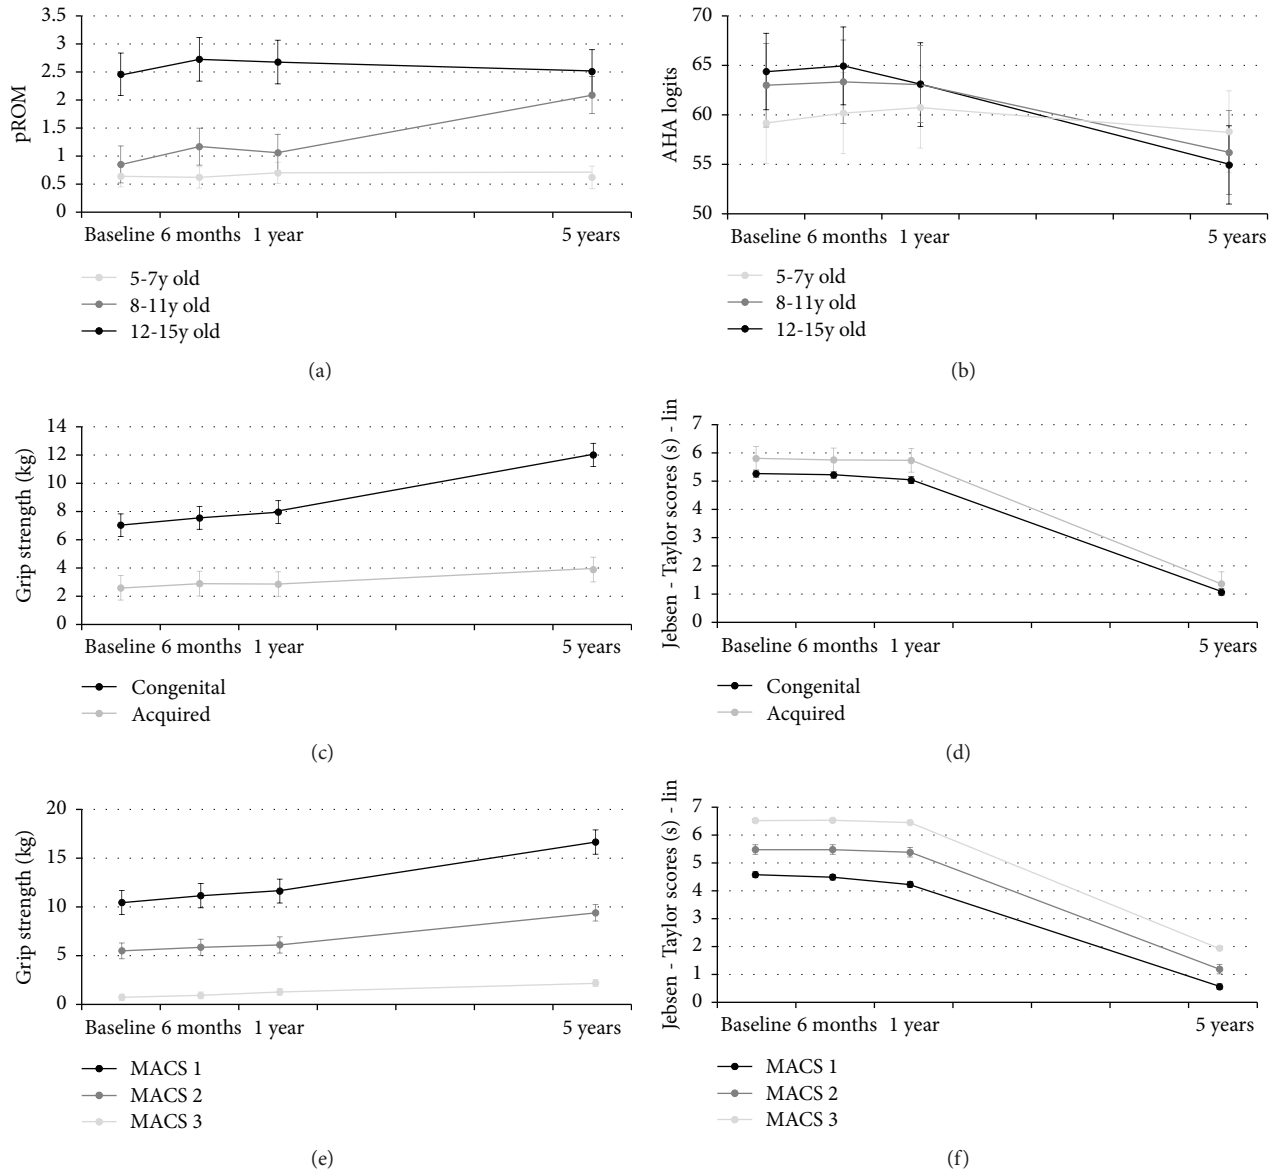 pROM
3.5
3
2.5
2
1.5
1
0.5
0
Baseline 6 months 1 year 5 years
5-7y old
8-11y old
12-15y old
(a)
AHA logits
70
65
60
55
50
Baseline 6 months 1 year 5 years
5-7y old
8-11y old
12-15y old
(b)
Grip strength (kg)
14
12
10
8
6
4
2
0
Baseline 6 months 1 year 5 years
Congenital
Acquired
(c)
Jebsen - Taylor scores (s) - lin
7
6
5
4
3
2
1
0
Baseline 6 months 1 year 5 years
Congenital
Acquired
(d)
Grip strength (kg)
20
15
10
5
0
Baseline 6 months 1 year 5 years
MACS 1
MACS 2
MACS 3
(e)
Jebsen - Taylor scores (s) - lin
7
6
5
4
3
2
1
0
Baseline 6 months 1 year 5 years
MACS 1
MACS 2
MACS 3
(f)